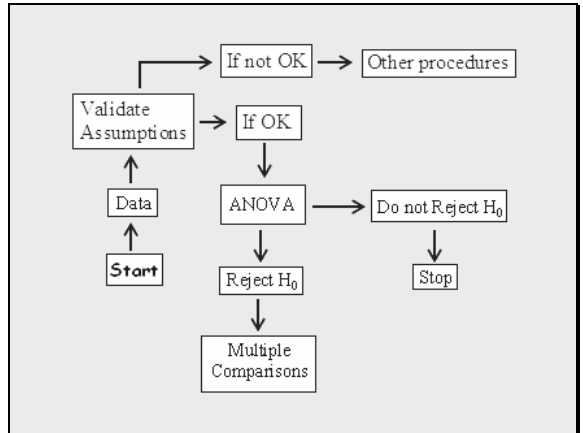 If not OK
Other procedures
Validate
Assumptions
If OK
Data
ANOVA
Do not Reject H₀
Start
Reject H₀
Stop
Multiple
Comparisons